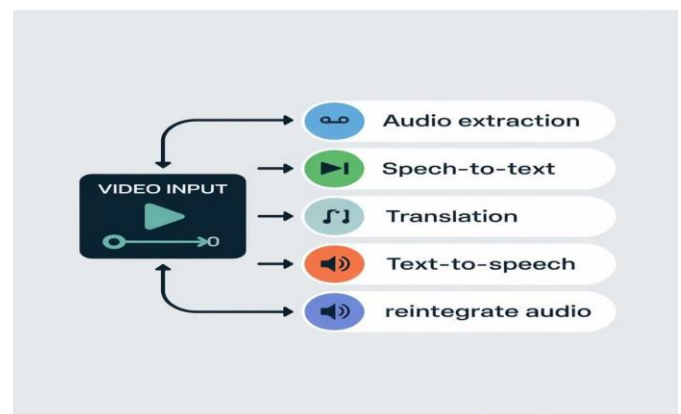 VIDEO INPUT
Audio extraction
Spech-to-text
Translation
Text-to-speech
reintegrate audio